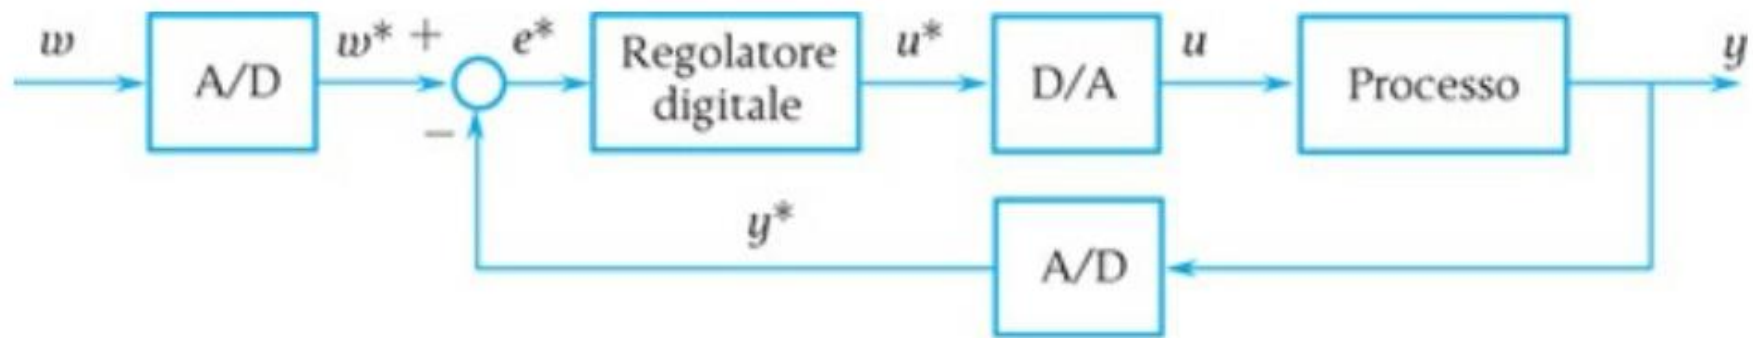 w
A/D
w* +
e*
Regolatore
digitale
u*
D/A
u
Processo
y
−
y*
A/D